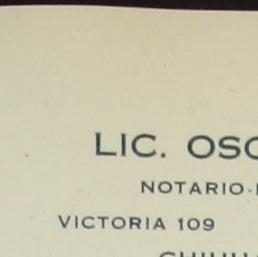 LIC. OSC
NOTARIO-
VICTORIA 109